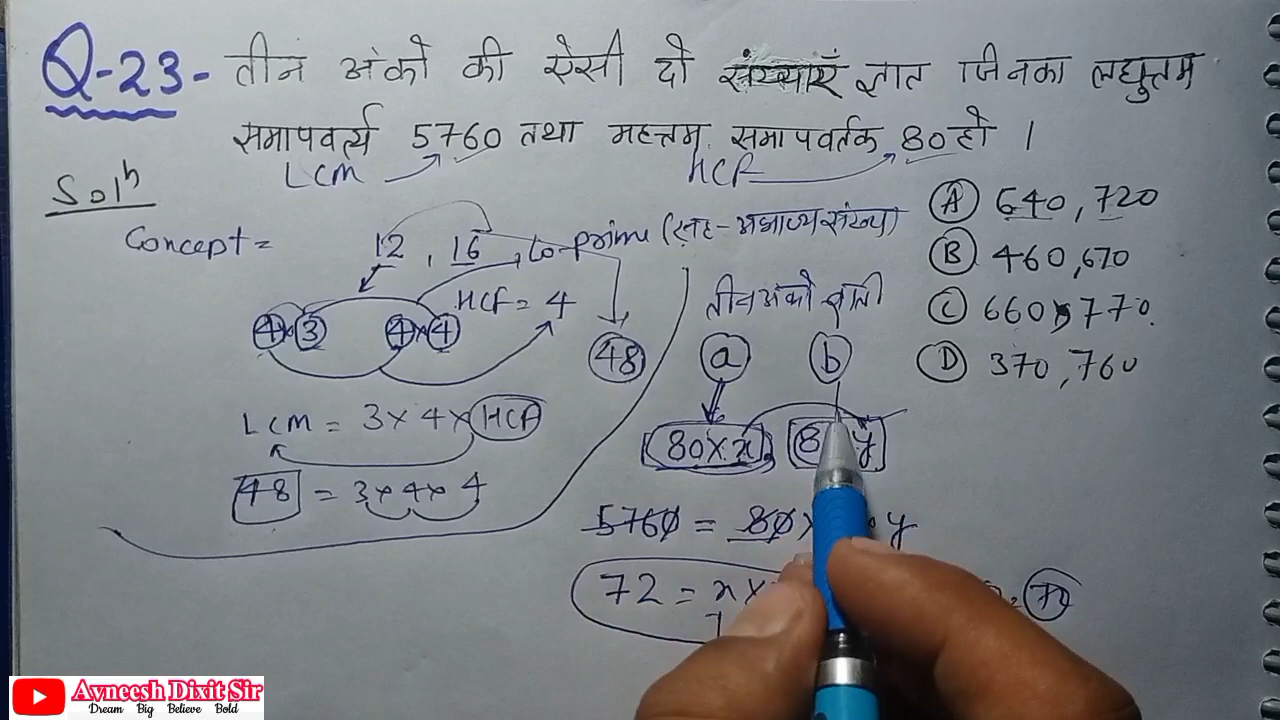 Q-23- तीन अंको की ऐसी दो संख्याएँ ज्ञात जिनका लघुत्तम
समापवर्त्य 5760 तथा महत्तम समापवर्तक 80 हो ।
LCM HCF
Solⁿ
Concept = 12, 16, Co-prime (सह-अभाज्य संख्या)
HCF = 4
4×3 4×4
48
LCM = 3×4×HCF
48 = 3×4×4
तीन अंको वाली
a b
80×x 8 y
5760 = 80× y
72 = x×
72
(A) 640, 720
(B) 460, 670
(C) 660, 770.
(D) 370, 760
Avneesh Dixit Sir
Dream Big Believe Bold